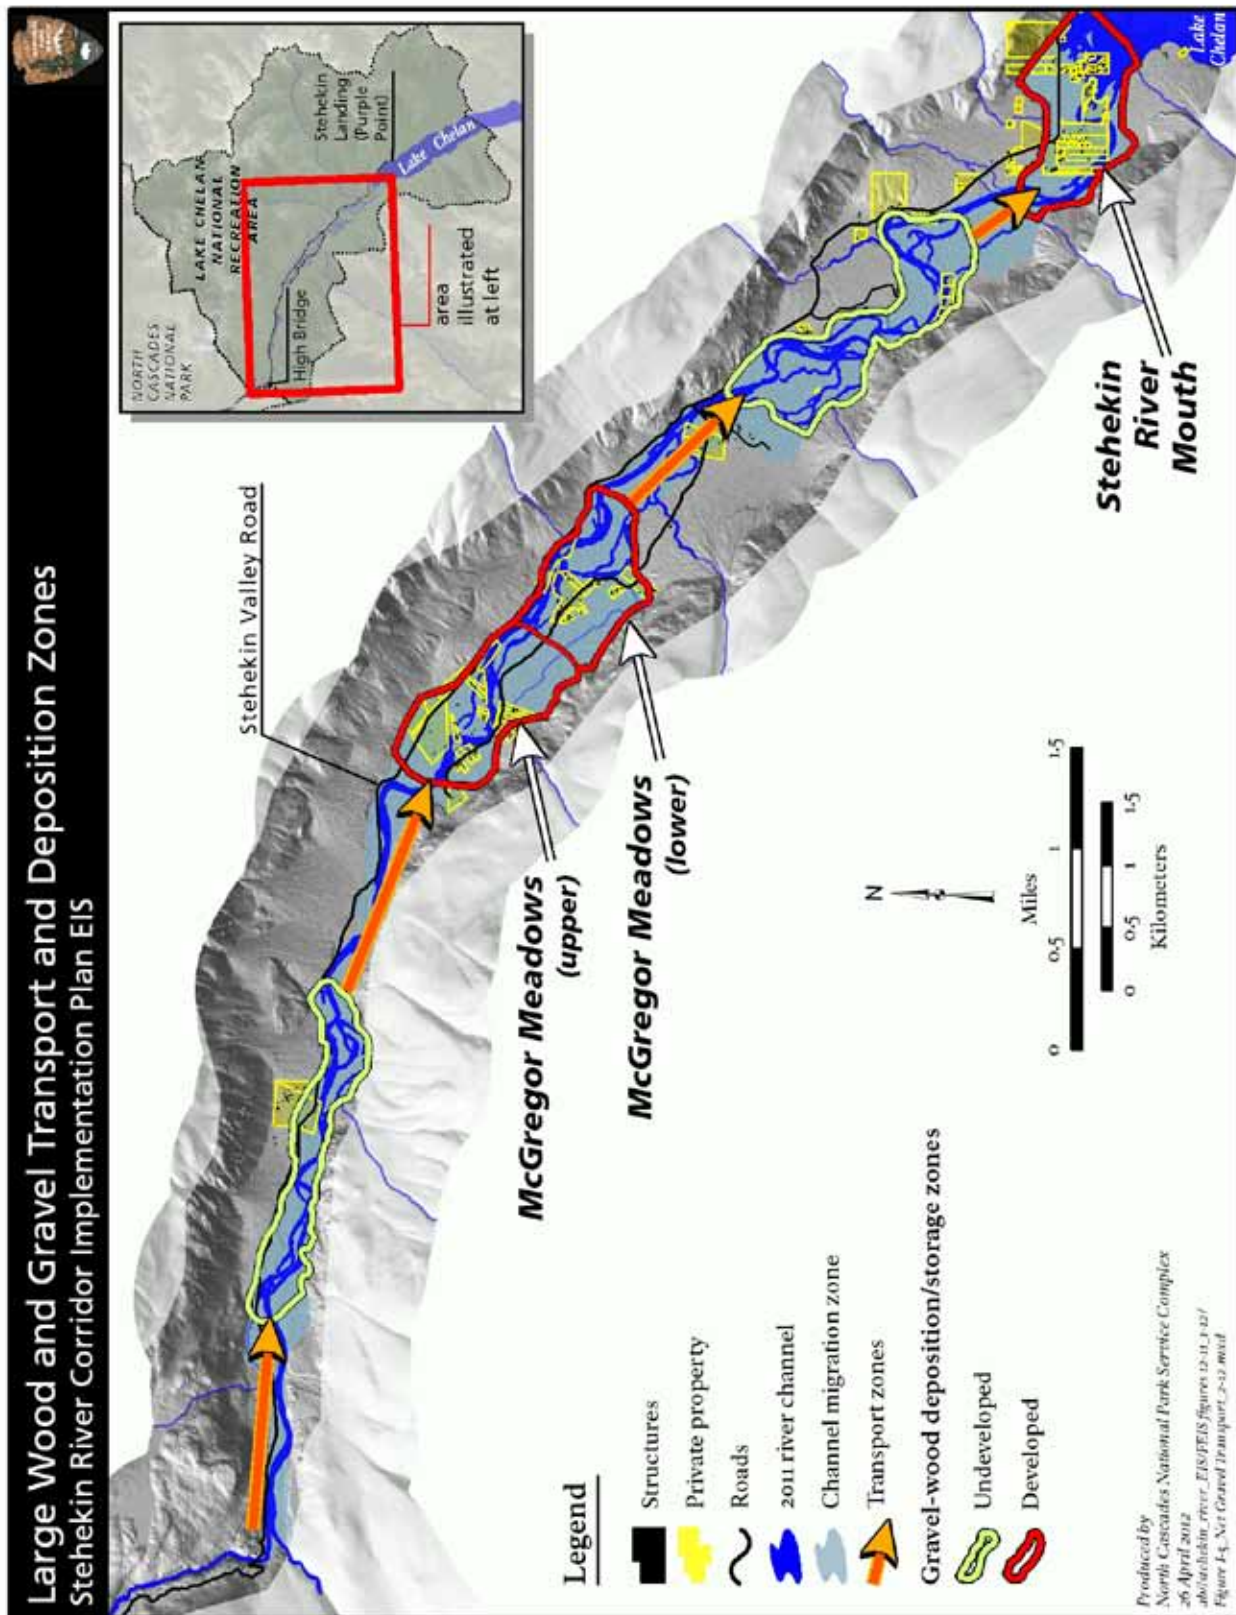 Large Wood and Gravel Transport and Deposition Zones
Stehekin River Corridor Implementation Plan EIS
NORTH
CASCADES
NATIONAL
PARK
LAKE CHELAN
NATIONAL
RECREATION
AREA
High Bridge
Stehekin
Landing
(Purple
Point)
Lake Chelan
area
illustrated
at left
Stehekin Valley Road
McGregor Meadows
(upper)
McGregor Meadows
(lower)
Stehekin
River
Mouth
Lake
Chelan
Legend
Structures
Private property
Roads
2011 river channel
Channel migration zone
Transport zones
Gravel-wood deposition/storage zones
Undeveloped
Developed
N
Miles
0 0.5 1 1.5
0 0.5 1 1.5
Kilometers
Produced by
North Cascades National Park Service Complex
26 April 2012